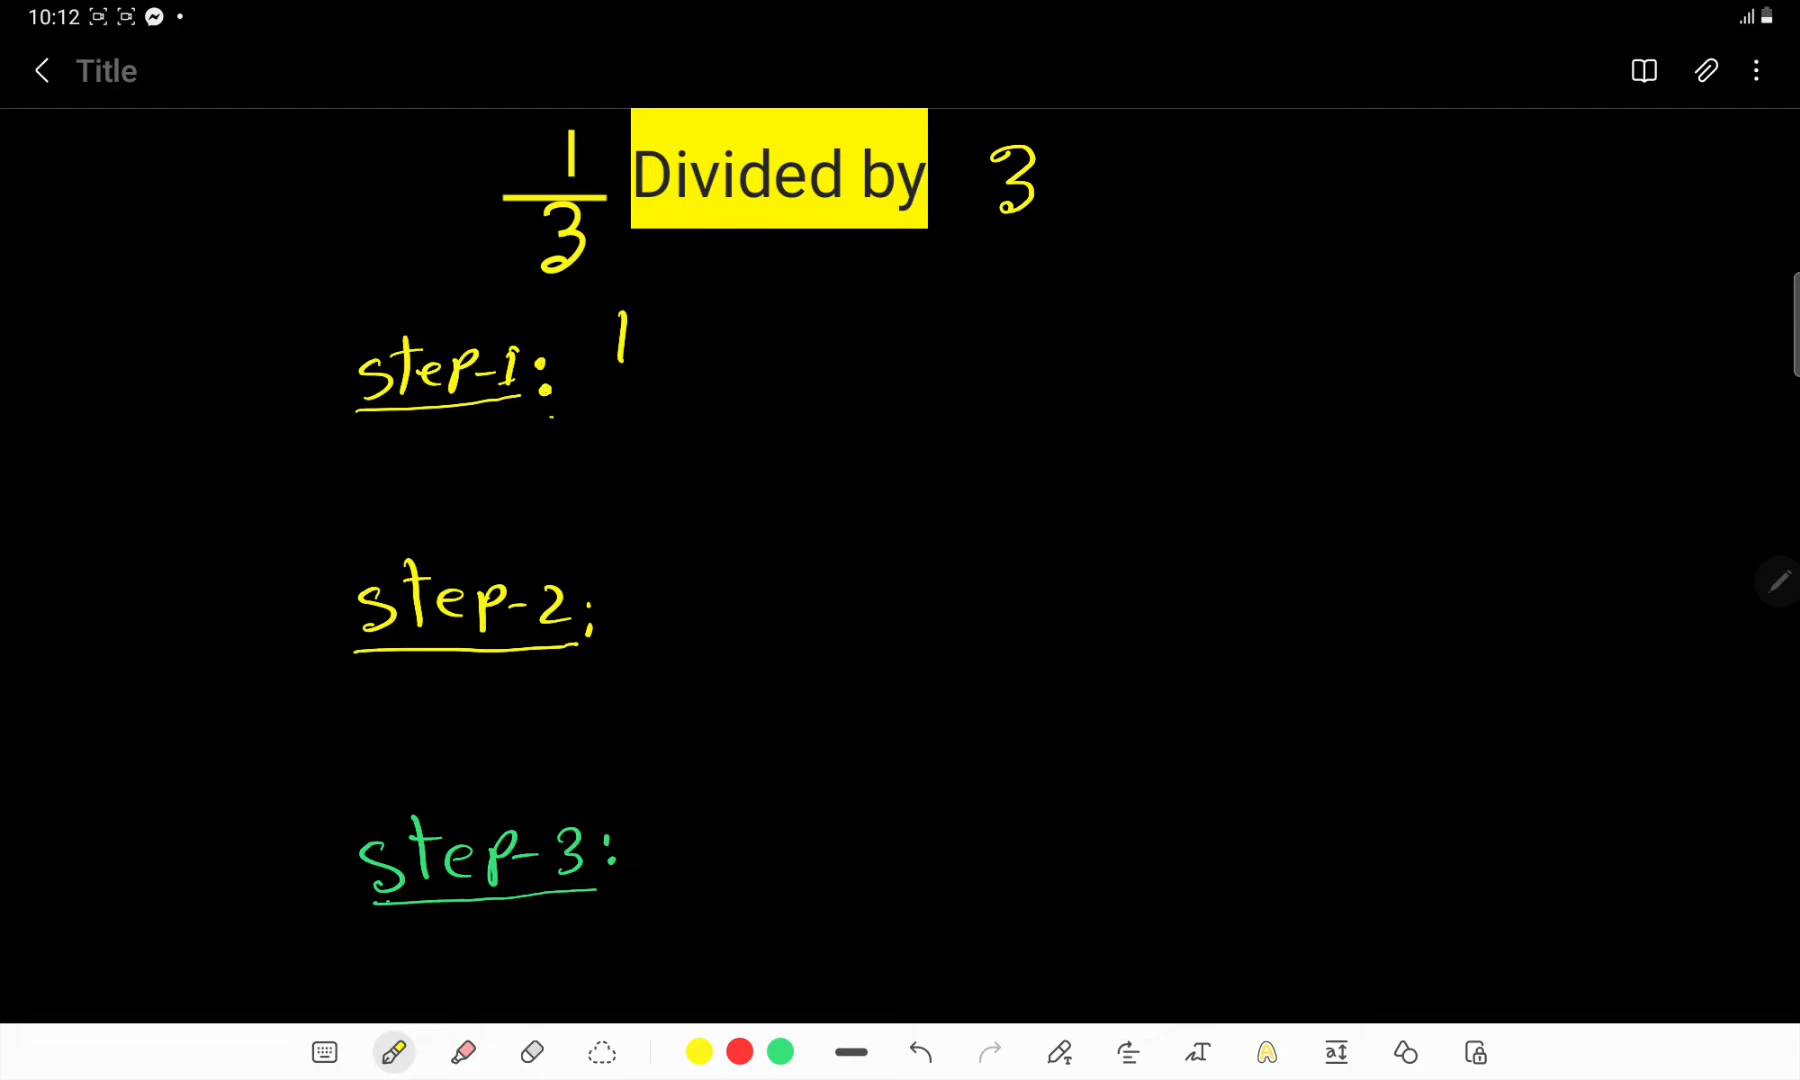 10:12
Title
1
Divided by 3
3
step-1: 1
step-2:
step-3: